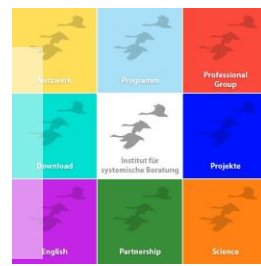 Netzwerk
Programm
Professional
Group
Download
Institut für
systemische Beratung
Projekte
English
Partnership
Science